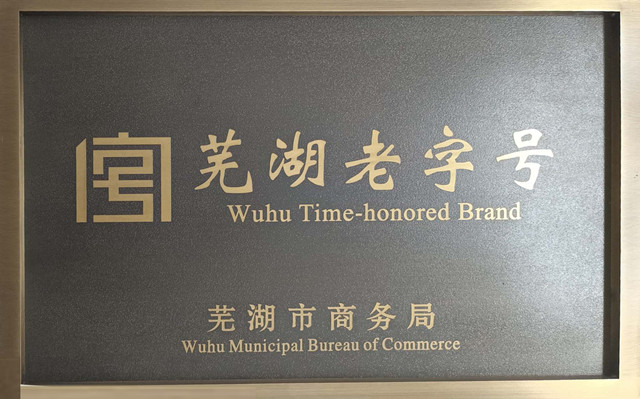 芜湖老字号
Wuhu Time-honored Brand
芜湖市商务局
Wuhu Municipal Bureau of Commerce